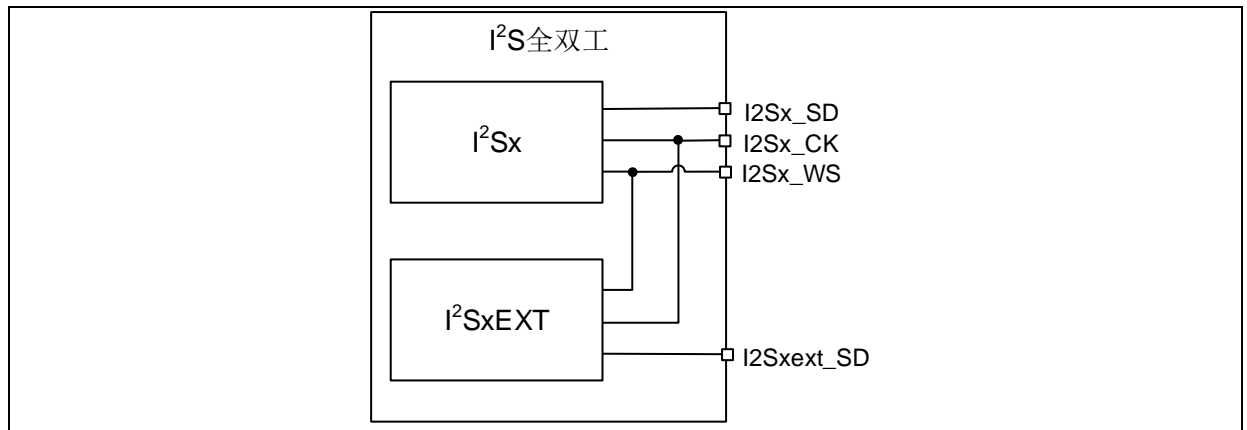 I²S全双工
I²Sx
I2Sx_SD
I2Sx_CK
I2Sx_WS
I²SxEXT
I2Sxext_SD